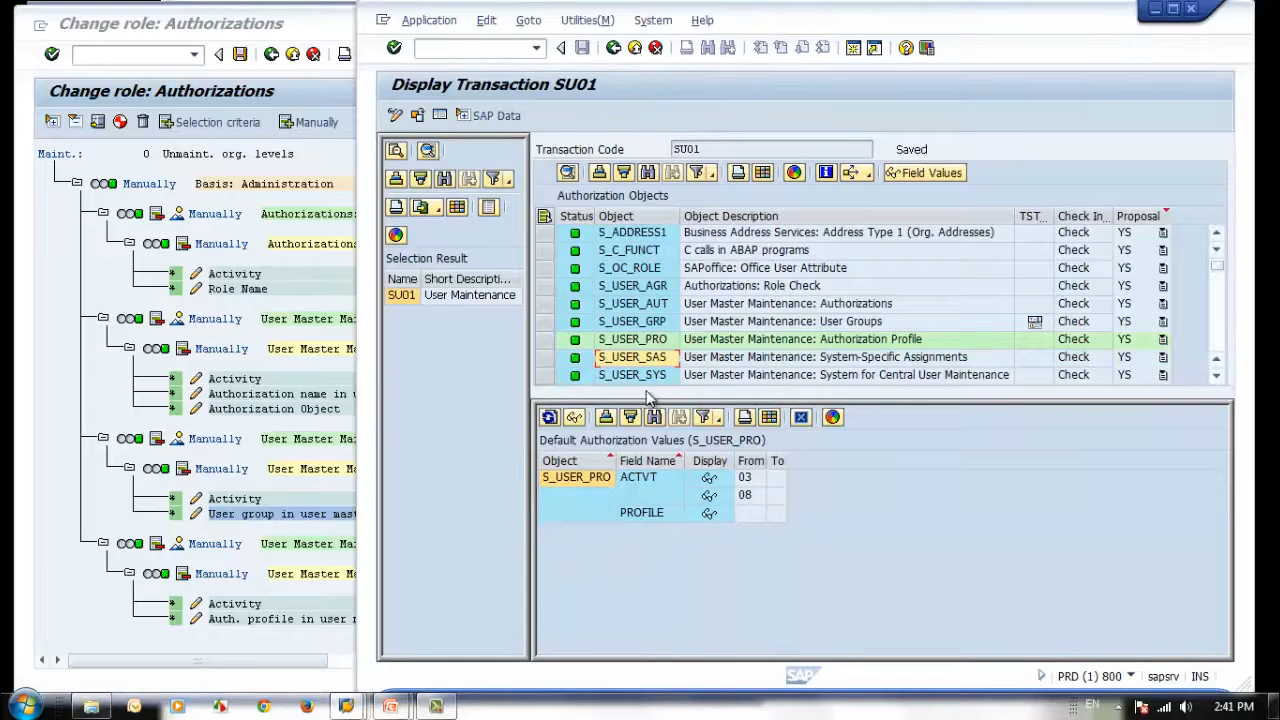 Change role: Authorizations
Change role: Authorizations
Selection criteria
Manually
Maint.: 0 Unmaint. org. levels
Manually Basis: Administration
Manually Authorizations:
Manually Authorizations
Activity
Role Name
Manually User Master Main
Manually User Master M
Activity
Authorization name in u
Authorization Object
Manually User Master Main
Manually User Master M
Activity
User group in user mast
Manually User Master Main
Manually User Master Ma
Activity
Auth. profile in user m
Application Edit Goto Utilities(M) System Help
Display Transaction SU01
SAP Data
Selection Result
Name Short Descripti...
SU01 User Maintenance
Transaction Code SU01 Saved
Field Values
Authorization Objects
Status Object Object Description TST... Check In... Proposal
S_ADDRESS1 Business Address Services: Address Type 1 (Org. Addresses) Check YS
S_C_FUNCT C calls in ABAP programs Check YS
S_OC_ROLE SAPoffice: Office User Attribute Check YS
S_USER_AGR Authorizations: Role Check Check YS
S_USER_AUT User Master Maintenance: Authorizations Check YS
S_USER_GRP User Master Maintenance: User Groups Check YS
S_USER_PRO User Master Maintenance: Authorization Profile Check YS
S_USER_SAS User Master Maintenance: System-Specific Assignments Check YS
S_USER_SYS User Master Maintenance: System for Central User Maintenance Check YS
Default Authorization Values (S_USER_PRO)
Object Field Name Display From To
S_USER_PRO ACTVT 03
08
PROFILE
SAP
PRD (1) 800 sapsrv INS
EN 2:41 PM